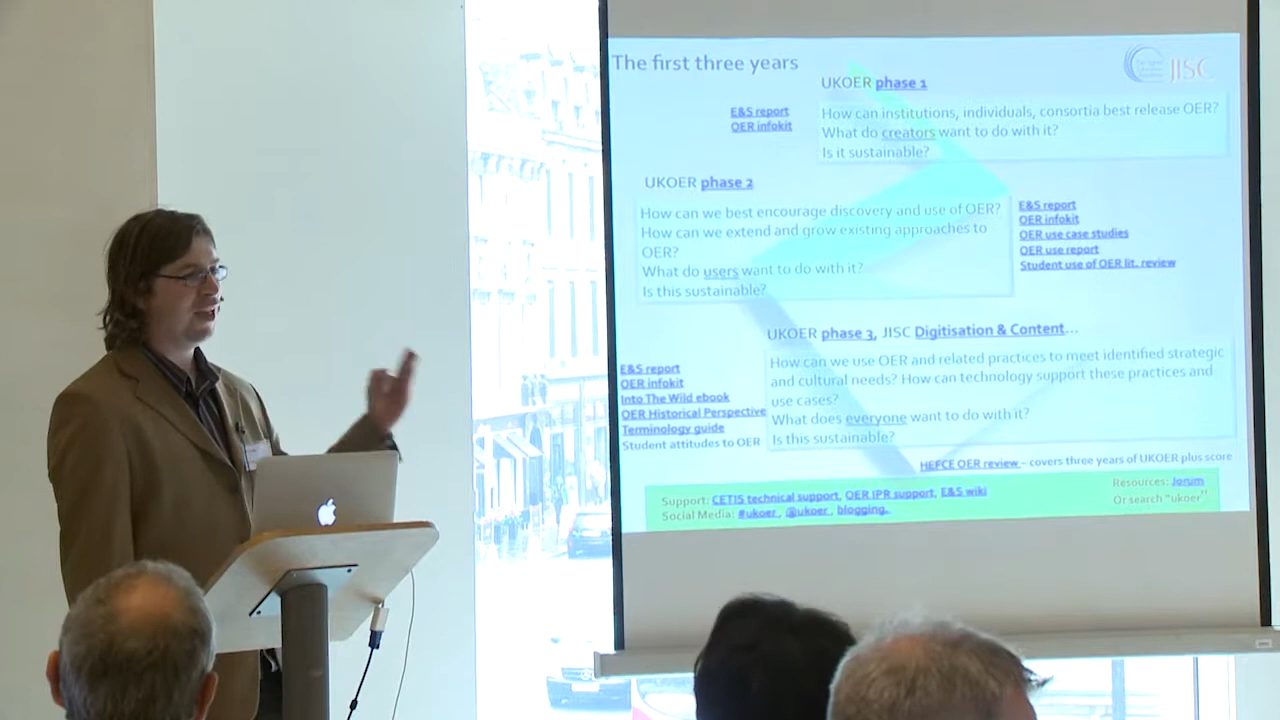 The first three years
JISC
UKOER phase 1
E&S report
OER infokit
How can institutions, individuals, consortia best release OER?
What do creators want to do with it?
Is it sustainable?
UKOER phase 2
How can we best encourage discovery and use of OER?
How can we extend and grow existing approaches to
OER?
What do users want to do with it?
Is this sustainable?
E&S report
OER infokit
OER use case studies
OER use report
Student use of OER lit. review
UKOER phase 3, JISC Digitisation & Content...
E&S report
OER infokit
Into The Wild ebook
OER Historical Perspective
Terminology guide
Student attitudes to OER
How can we use OER and related practices to meet identified strategic
and cultural needs? How can technology support these practices and
use cases?
What does everyone want to do with it?
Is this sustainable?
HEFCE OER review – covers three years of UKOER plus score
Support: CETIS technical support, OER IPR support, E&S wiki
Social Media: #ukoer, @ukoer, blogging.
Resources: Jorum
Or search "ukoer"